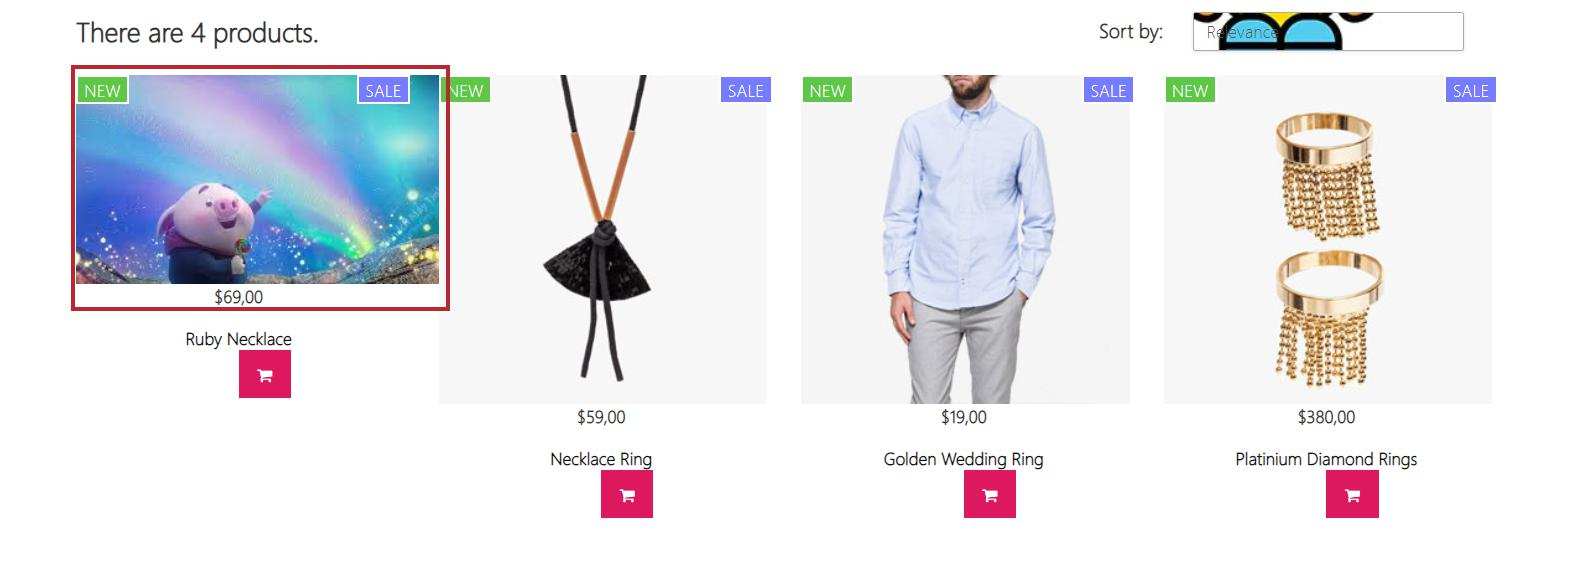 There are 4 products.
Sort by:
Relevance
NEW
SALE
$69,00
Ruby Necklace
NEW
SALE
$59,00
Necklace Ring
NEW
SALE
$19,00
Golden Wedding Ring
NEW
SALE
$380,00
Platinium Diamond Rings